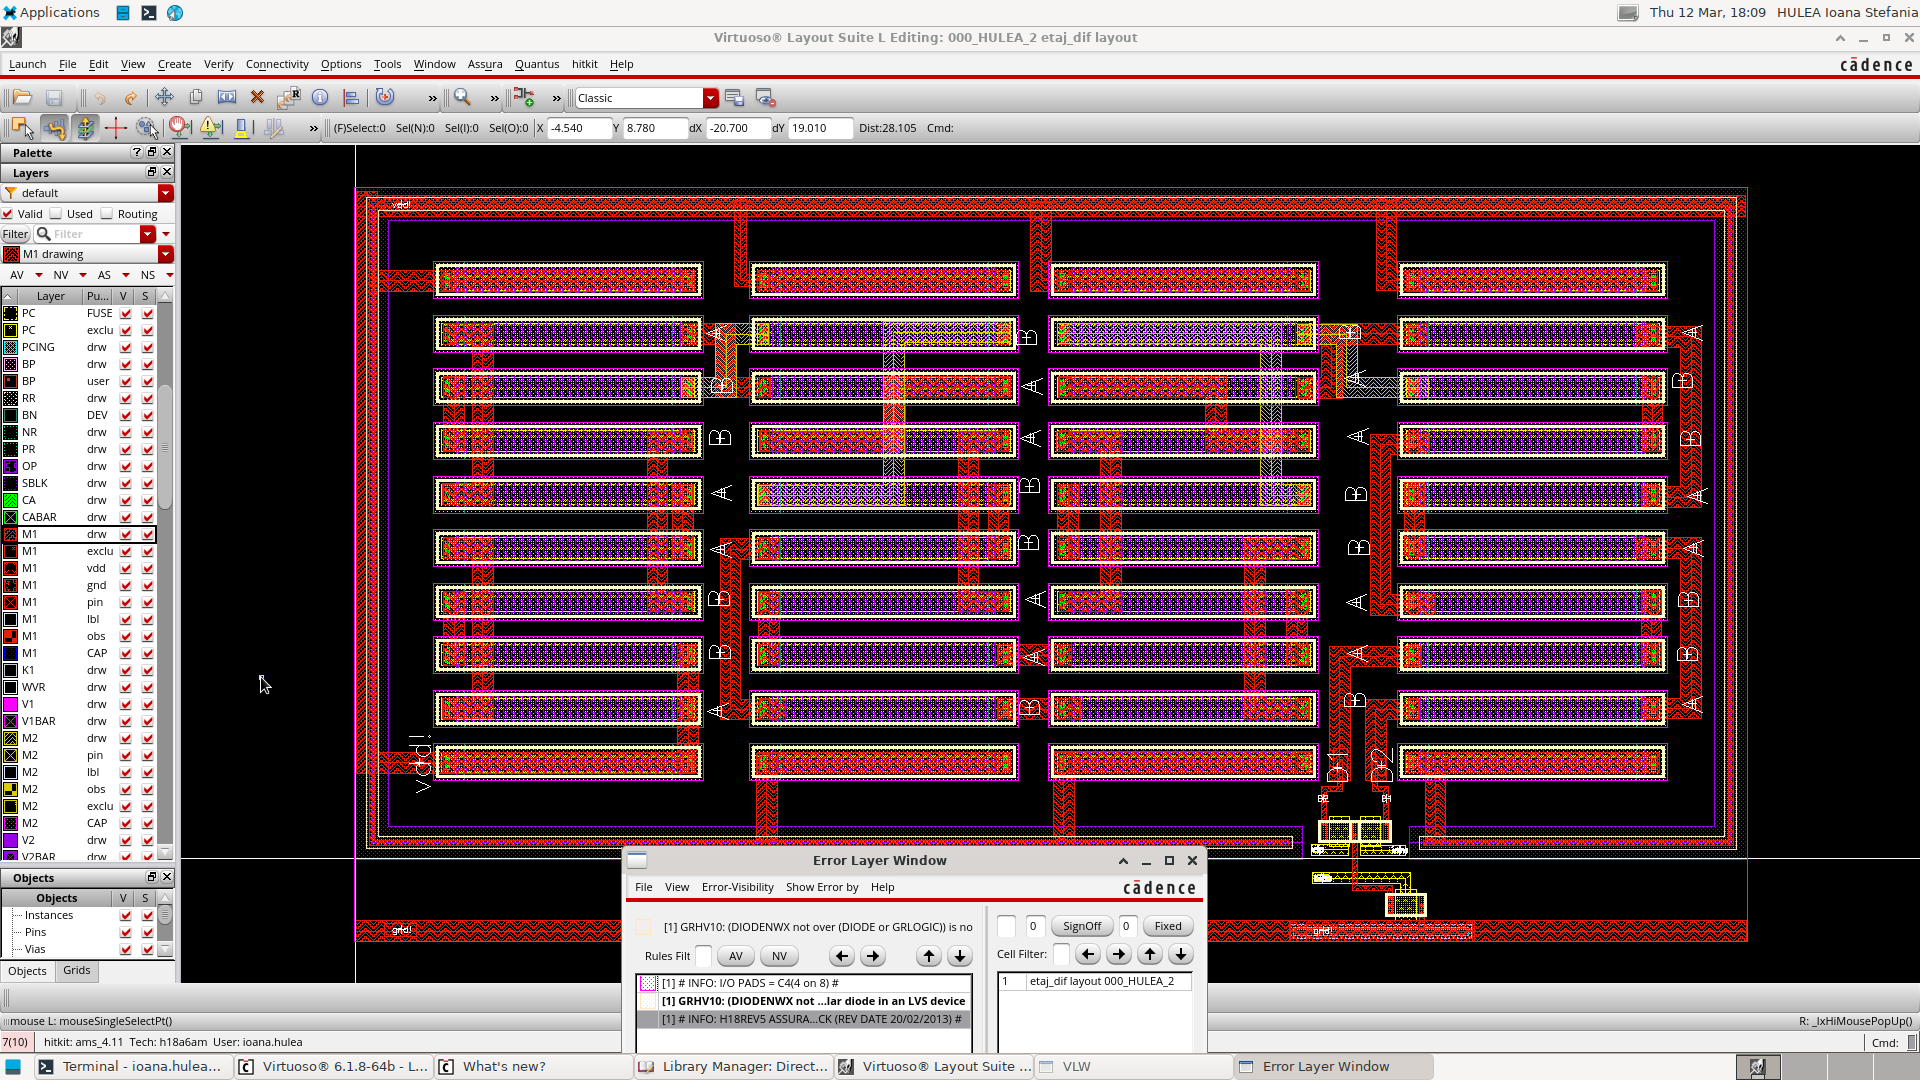 Applications
Thu 12 Mar, 18:09 HULEA Ioana Stefania
Virtuoso® Layout Suite L Editing: 000_HULEA_2 etaj_dif layout
Launch File Edit View Create Verify Connectivity Options Tools Window Assura Quantus hitkit Help
cādence
» » » Classic
» (F)Select:0 Sel(N):0 Sel(I):0 Sel(O):0 X -4.540 Y 8.780 dX -20.700 dY 19.010 Dist:28.105 Cmd:
Palette
Layers
default
Valid Used Routing
Filter Filter
M1 drawing
AV NV AS NS
Layer Pu... V S
PC FUSE
PC exclu
PCING drw
BP drw
BP user
RR drw
BN DEV
NR drw
PR drw
OP drw
SBLK drw
CA drw
CABAR drw
M1 drw
M1 exclu
M1 vdd
M1 gnd
M1 pin
M1 lbl
M1 obs
M1 CAP
K1 drw
WVR drw
V1 drw
V1BAR drw
M2 drw
M2 pin
M2 lbl
M2 obs
M2 exclu
M2 CAP
V2 drw
V2BAR drw
Objects
Objects V S
Instances
Pins
Vias
Objects Grids
vdd!
A B B A
B A A B
B A A B
A B B A
A B B A
B A A B
B A A B
A B B A
vdd! D1 D2
gnd! gnd!
Error Layer Window
File View Error-Visibility Show Error by Help
cādence
[1] GRHV10: (DIODENWX not over (DIODE or GRLOGIC)) is no
0 SignOff 0 Fixed
Rules Filt AV NV
Cell Filter:
[1] # INFO: I/O PADS = C4(4 on 8) #
[1] GRHV10: (DIODENWX not ...lar diode in an LVS device
[1] # INFO: H18REV5 ASSURA...CK (REV DATE 20/02/2013) #
1 etaj_dif layout 000_HULEA_2
mouse L: mouseSingleSelectPt()
R: _lxHiMousePopUp()
7(10) hitkit: ams_4.11 Tech: h18a6am User: ioana.hulea
Cmd:
Terminal - ioana.hulea... Virtuoso® 6.1.8-64b - L... What's new? Library Manager: Direct... Virtuoso® Layout Suite ... VLW Error Layer Window